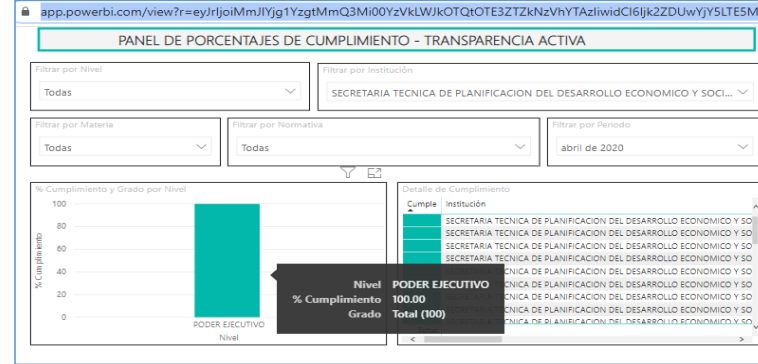 PANEL DE PORCENTAJES DE CUMPLIMIENTO - TRANSPARENCIA ACTIVA
Filtrar por Nivel
Todas
Filtrar por Institución
SECRETARIA TECNICA DE PLANIFICACION DEL DESARROLLO ECONOMICO Y SOCI...
Filtrar por Materia
Todas
Filtrar por Normativa
Todas
Filtrar por Periodo
abril de 2020
% Cumplimiento y Grado por Nivel
% Cumplimiento
100
80
60
40
20
0
PODER EJECUTIVO
Nivel
Detalle de Cumplimiento
Cumple Institución
SECRETARIA TECNICA DE PLANIFICACION DEL DESARROLLO ECONOMICO Y SO
SECRETARIA TECNICA DE PLANIFICACION DEL DESARROLLO ECONOMICO Y SO
SECRETARIA TECNICA DE PLANIFICACION DEL DESARROLLO ECONOMICO Y SO
SECRETARIA TECNICA DE PLANIFICACION DEL DESARROLLO ECONOMICO Y SO
Nivel PODER EJECUTIVO
% Cumplimiento 100.00
Grado Total (100)